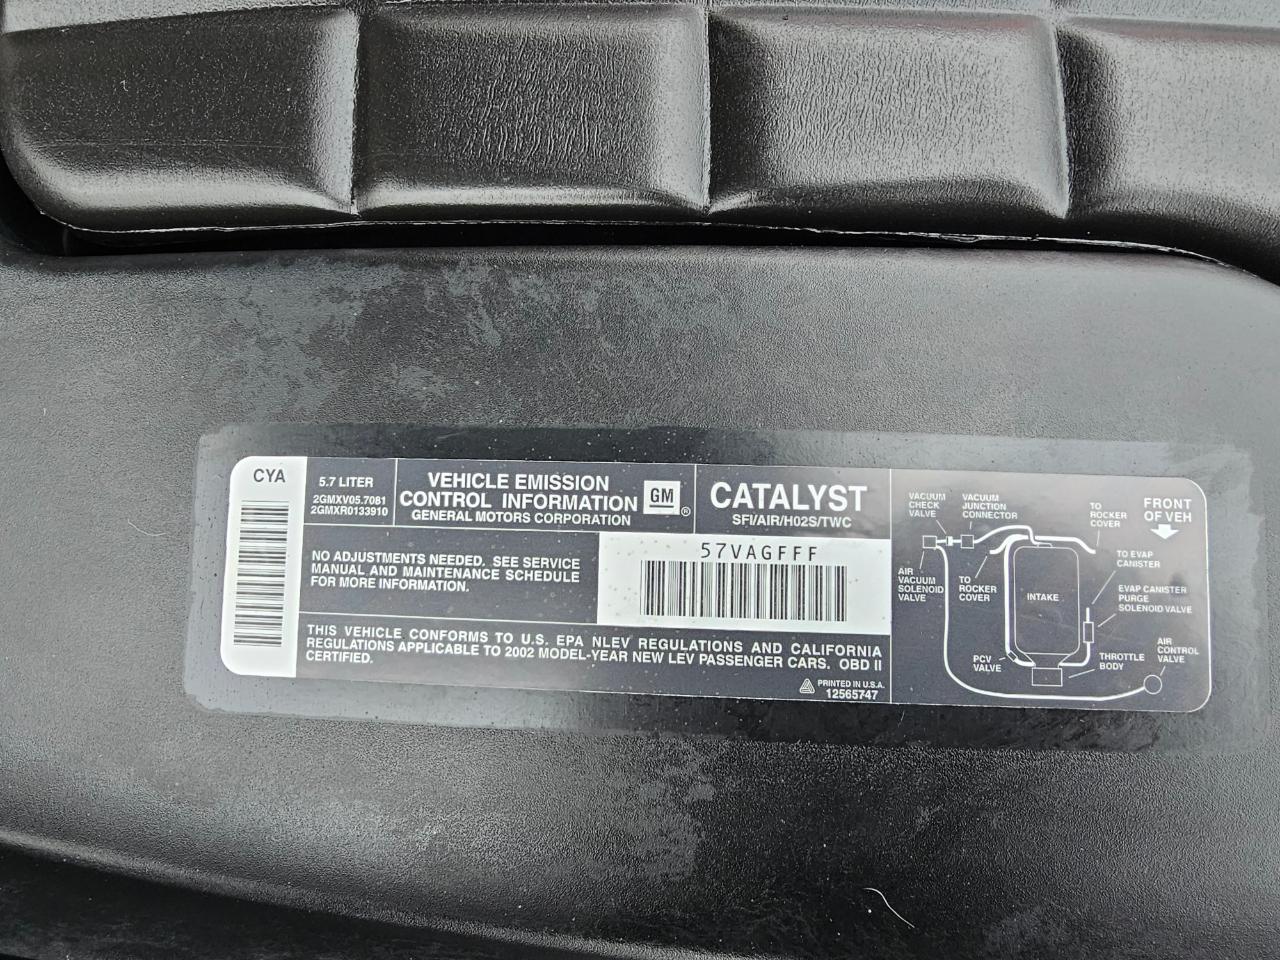 CYA
5.7 LITER
2GMXV05.7081
2GMXR0133910
VEHICLE EMISSION
CONTROL INFORMATION
GENERAL MOTORS CORPORATION
GM ®
CATALYST
SFI/AIR/H02S/TWC
NO ADJUSTMENTS NEEDED. SEE SERVICE
MANUAL AND MAINTENANCE SCHEDULE
FOR MORE INFORMATION.
57VAGFFF
THIS VEHICLE CONFORMS TO U.S. EPA NLEV REGULATIONS AND CALIFORNIA
REGULATIONS APPLICABLE TO 2002 MODEL-YEAR NEW LEV PASSENGER CARS. OBD II
CERTIFIED.
PRINTED IN U.S.A.
12565747
VACUUM
CHECK
VALVE
VACUUM
JUNCTION
CONNECTOR
TO
ROCKER
COVER
FRONT
OF VEH
AIR
VACUUM
SOLENOID
VALVE
TO
ROCKER
COVER
INTAKE
TO EVAP
CANISTER
EVAP CANISTER
PURGE
SOLENOID VALVE
PCV
VALVE
THROTTLE
BODY
AIR
CONTROL
VALVE